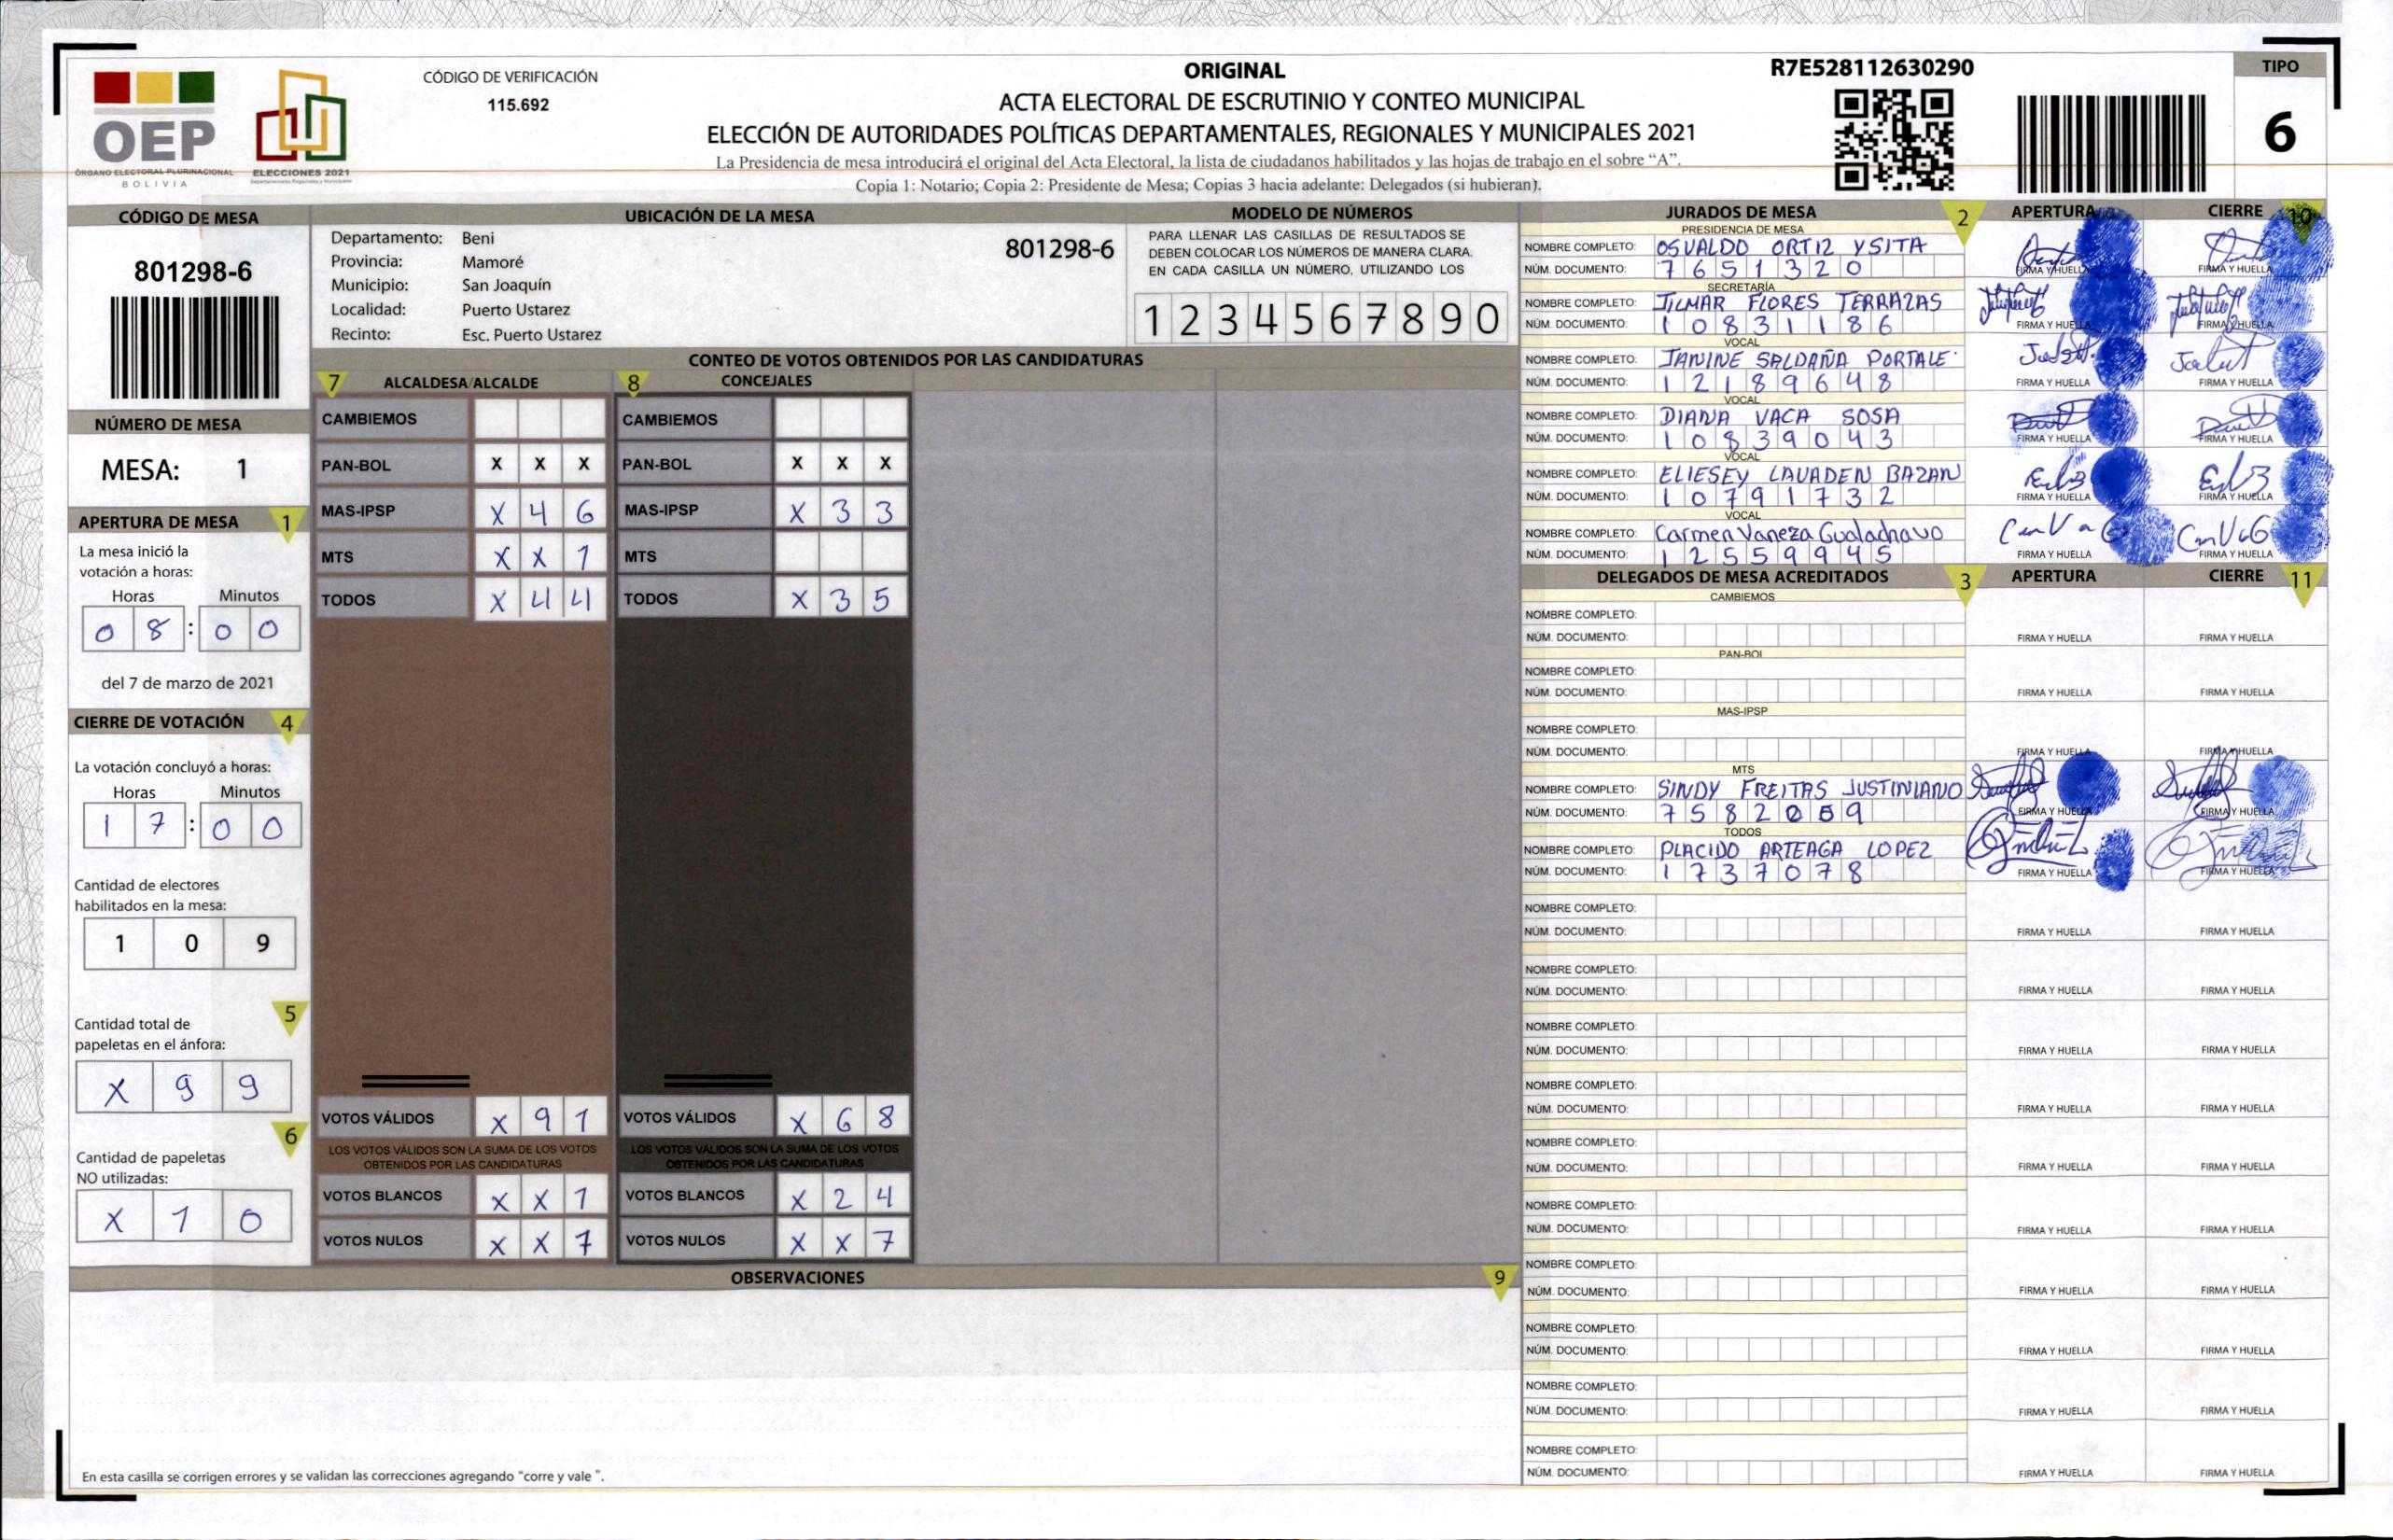 OEP
ÓRGANO ELECTORAL PLURINACIONAL
BOLIVIA
ELECCIONES 2021
CÓDIGO DE VERIFICACIÓN
115.692
ORIGINAL
ACTA ELECTORAL DE ESCRUTINIO Y CONTEO MUNICIPAL
ELECCIÓN DE AUTORIDADES POLÍTICAS DEPARTAMENTALES, REGIONALES Y MUNICIPALES 2021
La Presidencia de mesa introducirá el original del Acta Electoral, la lista de ciudadanos habilitados y las hojas de trabajo en el sobre “A”.
Copia 1: Notario; Copia 2: Presidente de Mesa; Copias 3 hacia adelante: Delegados (si hubieran).
R7E528112630290
TIPO
6
CÓDIGO DE MESA
801298-6
NÚMERO DE MESA
MESA: 1
APERTURA DE MESA 1
La mesa inició la
votación a horas:
Horas Minutos
0 8 : 0 0
del 7 de marzo de 2021
CIERRE DE VOTACIÓN 4
La votación concluyó a horas:
Horas Minutos
1 7 : 0 0
Cantidad de electores
habilitados en la mesa:
1 0 9
5
Cantidad total de
papeletas en el ánfora:
X 9 9
6
Cantidad de papeletas
NO utilizadas:
X 1 0
UBICACIÓN DE LA MESA
Departamento: Beni
Provincia: Mamoré
Municipio: San Joaquín
Localidad: Puerto Ustarez
Recinto: Esc. Puerto Ustarez
801298-6
MODELO DE NÚMEROS
PARA LLENAR LAS CASILLAS DE RESULTADOS SE
DEBEN COLOCAR LOS NÚMEROS DE MANERA CLARA.
EN CADA CASILLA UN NÚMERO, UTILIZANDO LOS
1 2 3 4 5 6 7 8 9 0
CONTEO DE VOTOS OBTENIDOS POR LAS CANDIDATURAS
7 ALCALDESA/ALCALDE
CAMBIEMOS
PAN-BOL X X X
MAS-IPSP X 4 6
MTS X X 1
TODOS X 4 4
VOTOS VÁLIDOS X 9 1
LOS VOTOS VÁLIDOS SON LA SUMA DE LOS VOTOS
OBTENIDOS POR LAS CANDIDATURAS
VOTOS BLANCOS X X 1
VOTOS NULOS X X 7
8 CONCEJALES
CAMBIEMOS
PAN-BOL X X X
MAS-IPSP X 3 3
MTS
TODOS X 3 5
VOTOS VÁLIDOS X 6 8
LOS VOTOS VÁLIDOS SON LA SUMA DE LOS VOTOS
OBTENIDOS POR LAS CANDIDATURAS
VOTOS BLANCOS X 2 4
VOTOS NULOS X X 7
OBSERVACIONES 9
En esta casilla se corrigen errores y se validan las correcciones agregando "corre y vale ".
JURADOS DE MESA 2 APERTURA CIERRE 10
PRESIDENCIA DE MESA
NOMBRE COMPLETO: OSVALDO ORTIZ YSITA
NÚM. DOCUMENTO: 7651320 FIRMA Y HUELLA FIRMA Y HUELLA
SECRETARÍA
NOMBRE COMPLETO: JILMAR FLORES TERRAZAS
NÚM. DOCUMENTO: 10831186 FIRMA Y HUELLA FIRMA Y HUELLA
VOCAL
NOMBRE COMPLETO: JANINE SALDAÑA PORTALE
NÚM. DOCUMENTO: 12189648 FIRMA Y HUELLA FIRMA Y HUELLA
VOCAL
NOMBRE COMPLETO: DIANA VACA SOSA
NÚM. DOCUMENTO: 10839043 FIRMA Y HUELLA FIRMA Y HUELLA
VOCAL
NOMBRE COMPLETO: ELIESEY LAVADEN BAZAN
NÚM. DOCUMENTO: 10791732 FIRMA Y HUELLA FIRMA Y HUELLA
VOCAL
NOMBRE COMPLETO: Carmen Vaneza
NÚM. DOCUMENTO: 12559945 FIRMA Y HUELLA FIRMA Y HUELLA
DELEGADOS DE MESA ACREDITADOS 3 APERTURA CIERRE 11
CAMBIEMOS
NOMBRE COMPLETO:
NÚM. DOCUMENTO: FIRMA Y HUELLA FIRMA Y HUELLA
PAN-BOL
NOMBRE COMPLETO:
NÚM. DOCUMENTO: FIRMA Y HUELLA FIRMA Y HUELLA
MAS-IPSP
NOMBRE COMPLETO:
NÚM. DOCUMENTO: FIRMA Y HUELLA FIRMA Y HUELLA
MTS
NOMBRE COMPLETO: SINDY FREITAS JUSTINIANO
NÚM. DOCUMENTO: FIRMA Y HUELLA FIRMA Y HUELLA
TODOS
NOMBRE COMPLETO: PLACIDO ARTEAGA LOPEZ
NÚM. DOCUMENTO: 1737078 FIRMA Y HUELLA FIRMA Y HUELLA
NOMBRE COMPLETO:
NÚM. DOCUMENTO: FIRMA Y HUELLA FIRMA Y HUELLA
NOMBRE COMPLETO:
NÚM. DOCUMENTO: FIRMA Y HUELLA FIRMA Y HUELLA
NOMBRE COMPLETO:
NÚM. DOCUMENTO: FIRMA Y HUELLA FIRMA Y HUELLA
NOMBRE COMPLETO:
NÚM. DOCUMENTO: FIRMA Y HUELLA FIRMA Y HUELLA
NOMBRE COMPLETO:
NÚM. DOCUMENTO: FIRMA Y HUELLA FIRMA Y HUELLA
NOMBRE COMPLETO:
NÚM. DOCUMENTO: FIRMA Y HUELLA FIRMA Y HUELLA
NOMBRE COMPLETO:
NÚM. DOCUMENTO: FIRMA Y HUELLA FIRMA Y HUELLA
NOMBRE COMPLETO:
NÚM. DOCUMENTO: FIRMA Y HUELLA FIRMA Y HUELLA
NOMBRE COMPLETO:
NÚM. DOCUMENTO: FIRMA Y HUELLA FIRMA Y HUELLA
NOMBRE COMPLETO:
NÚM. DOCUMENTO: FIRMA Y HUELLA FIRMA Y HUELLA